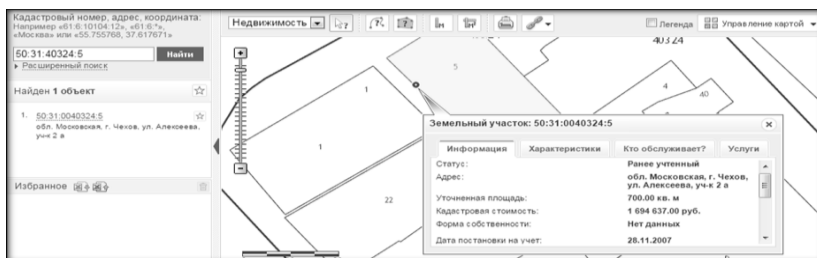 Кадастровый номер, адрес, координата:
Например «61:6:10104:12», «61:6:*»,
«Москва» или «55.755768, 37.617671»
50:31:40324:5
Найти
Расширенный поиск
Найден 1 объект
1. 50:31:0040324:5
обл. Московская, г. Чехов, ул. Алексеева,
уч-к 2 а
Избранное
Недвижимость
Легенда
Управление картой
40324
5
1
1
22
4
40
Земельный участок: 50:31:0040324:5
Информация
Характеристики
Кто обслуживает?
Услуги
Статус: Ранее учтенный
Адрес: обл. Московская, г. Чехов,
ул. Алексеева, уч-к 2 а
Уточненная площадь: 700.00 кв. м
Кадастровая стоимость: 1 694 637.00 руб.
Форма собственности: Нет данных
Дата постановки на учет: 28.11.2007